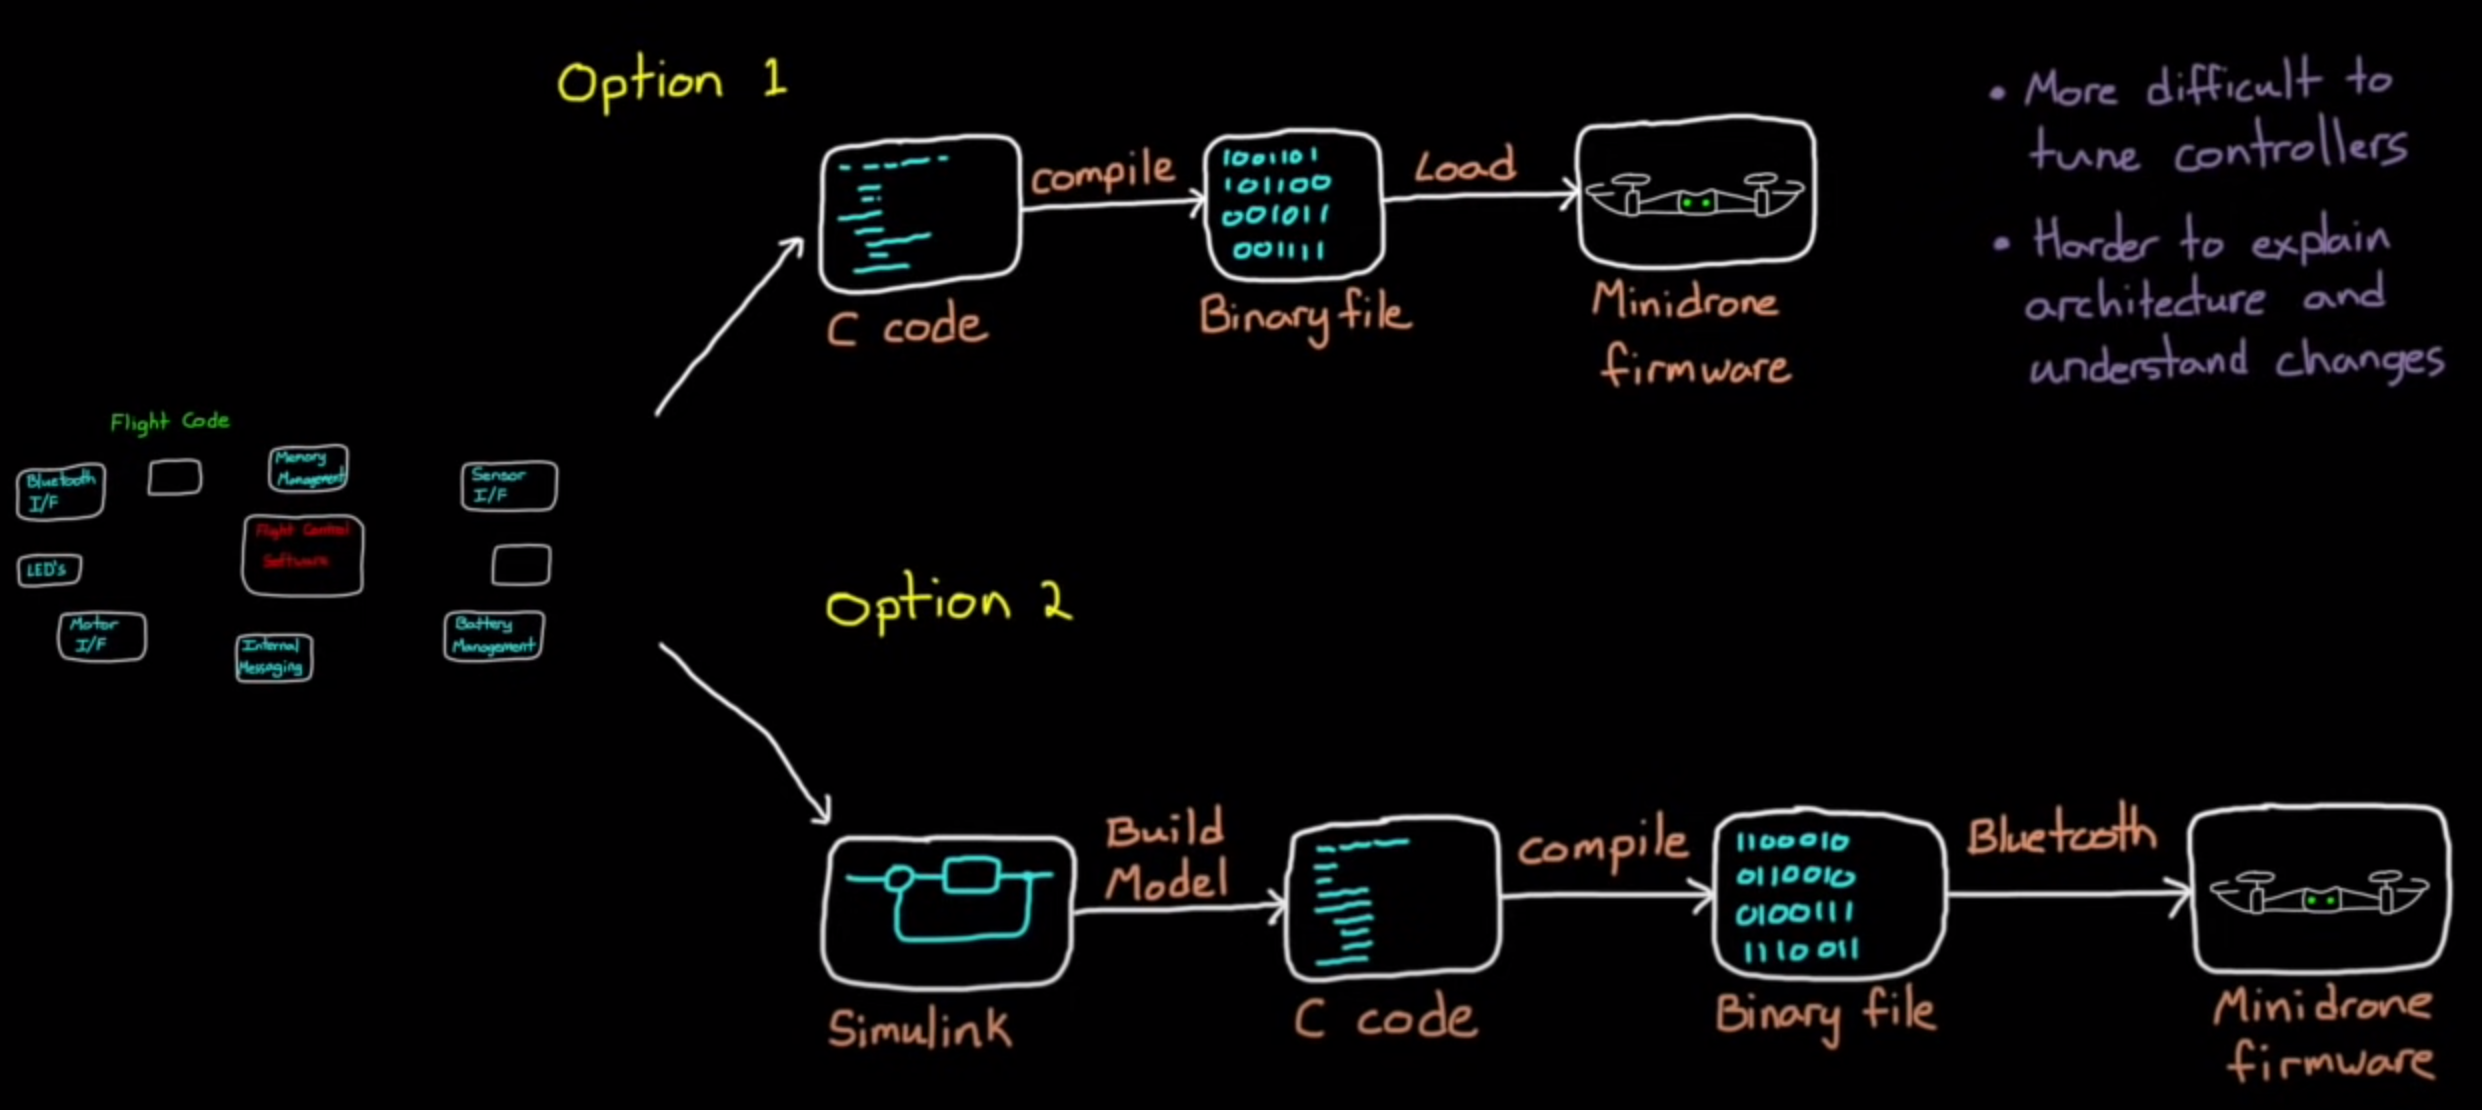 Option 1
compile
Load
1001101
101100
001011
001111
C code
Binary file
Minidrone
firmware
• More difficult to
tune controllers
• Harder to explain
architecture and
understand changes
Flight Code
Bluetooth
I/F
Memory
Management
Sensor
I/F
Flight Control
Software
LED's
Motor
I/F
Internal
Messaging
Battery
Management
Option 2
Build
Model
compile
Bluetooth
1100010
0110010
0100111
1110011
Simulink
C code
Binary file
Minidrone
firmware